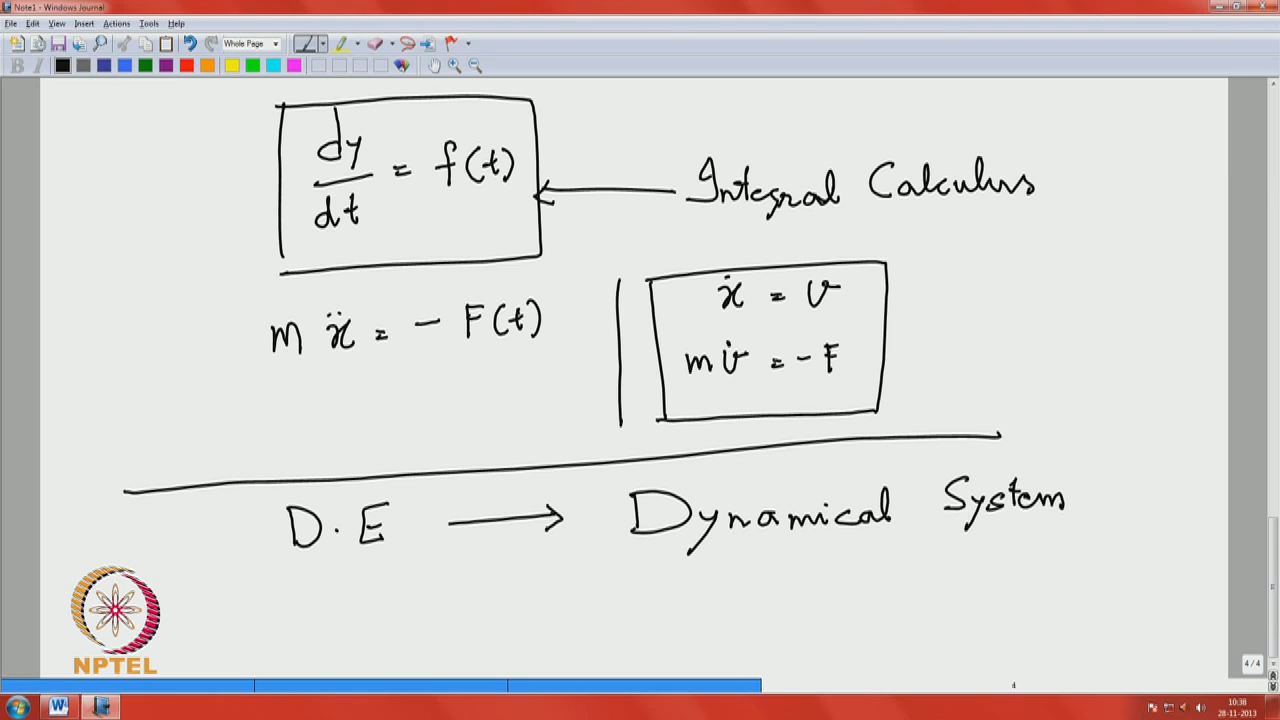 Note1 - Windows Journal
File Edit View Insert Actions Tools Help
Whole Page
B I
dy/dt = f(t)
Integral Calculus
m ẍ = - F(t)
ẋ = v
m v̇ = - F
D.E → Dynamical System
NPTEL
4/4
4
10:38
28-11-2013